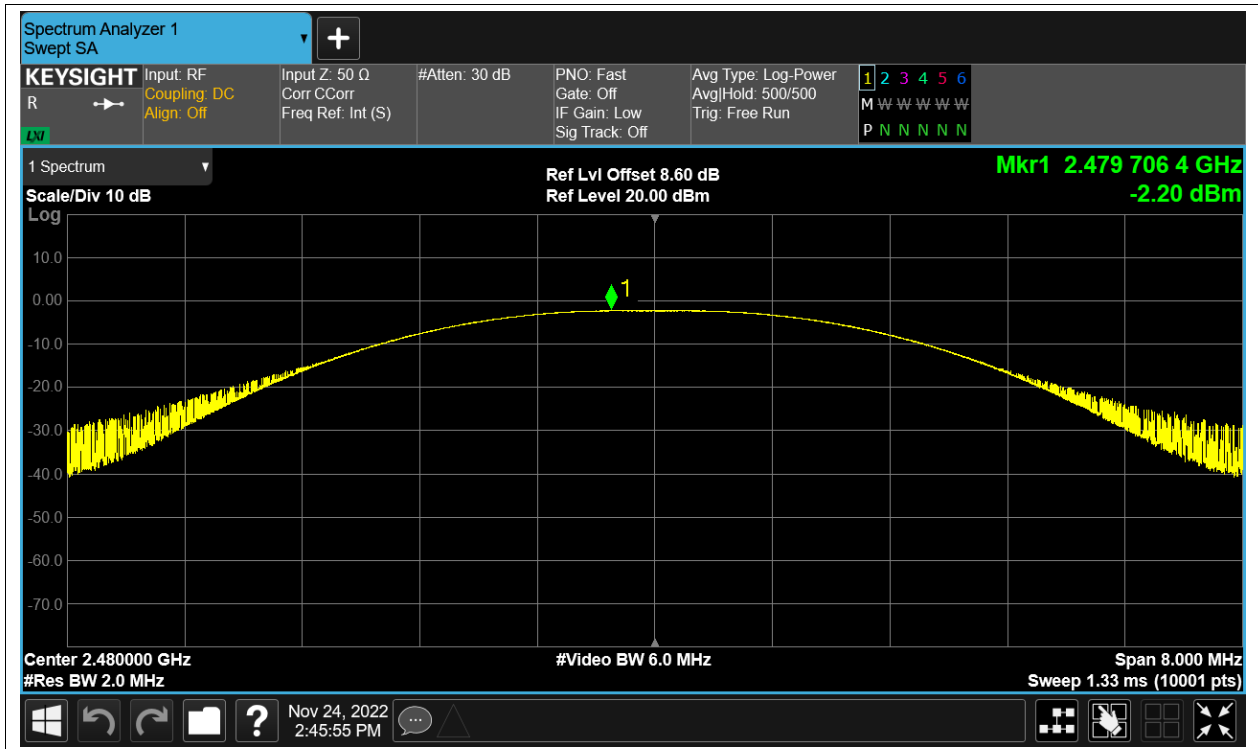 Spectrum Analyzer 1
Swept SA
KEYSIGHT
R
LXI
Input: RF
Coupling: DC
Align: Off
Input Z: 50 Ω
Corr CCorr
Freq Ref: Int (S)
#Atten: 30 dB
PNO: Fast
Gate: Off
IF Gain: Low
Sig Track: Off
Avg Type: Log-Power
Avg|Hold: 500/500
Trig: Free Run
1 2 3 4 5 6
M W W W W W
P N N N N N
1 Spectrum
Scale/Div 10 dB
Log
Ref Lvl Offset 8.60 dB
Ref Level 20.00 dBm
Mkr1 2.479 706 4 GHz
-2.20 dBm
10.0
0.00
-10.0
-20.0
-30.0
-40.0
-50.0
-60.0
-70.0
1
Center 2.480000 GHz
#Res BW 2.0 MHz
#Video BW 6.0 MHz
Span 8.000 MHz
Sweep 1.33 ms (10001 pts)
?
Nov 24, 2022
2:45:55 PM